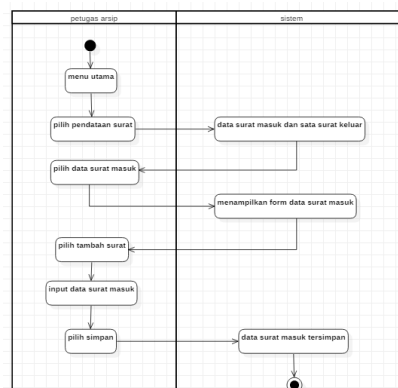 petugas arsip
sistem
menu utama
pilih pendataan surat
data surat masuk dan sata surat keluar
pilih data surat masuk
menampilkan form data surat masuk
pilih tambah surat
input data surat masuk
pilih simpan
data surat masuk tersimpan